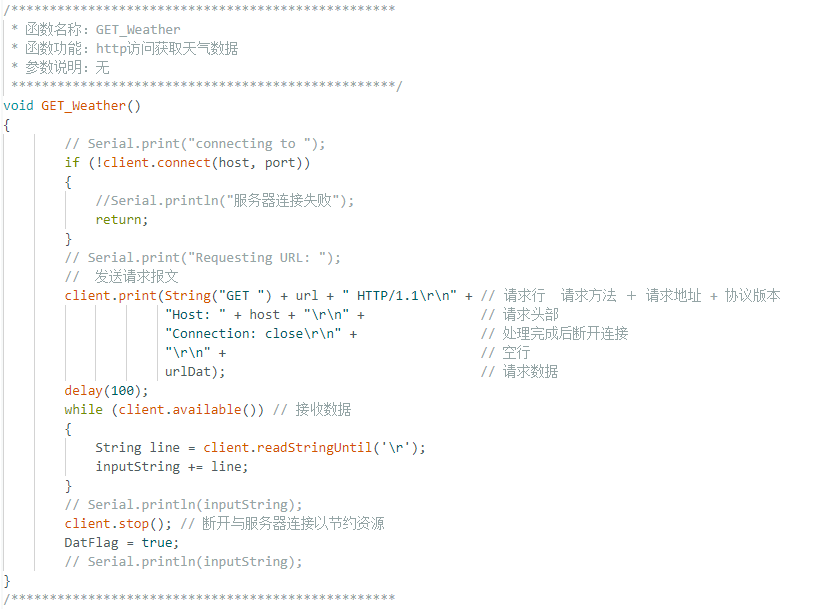 /**************************************************
 * 函数名称：GET_Weather
 * 函数功能：http访问获取天气数据
 * 参数说明：无
 **************************************************/
void GET_Weather()
{
        // Serial.print("connecting to ");
        if (!client.connect(host, port))
        {
            //Serial.println("服务器连接失败");
            return;
        }
        // Serial.print("Requesting URL: ");
        //  发送请求报文
        client.print(String("GET ") + url + " HTTP/1.1\r\n" + // 请求行  请求方法 + 请求地址 + 协议版本
                     "Host: " + host + "\r\n" +               // 请求头部
                     "Connection: close\r\n" +                // 处理完成后断开连接
                     "\r\n" +                                 // 空行
                     urlDat);                                 // 请求数据
        delay(100);
        while (client.available()) // 接收数据
        {
            String line = client.readStringUntil('\r');
            inputString += line;
        }
        // Serial.println(inputString);
        client.stop(); // 断开与服务器连接以节约资源
        DatFlag = true;
        // Serial.println(inputString);
}
/**************************************************